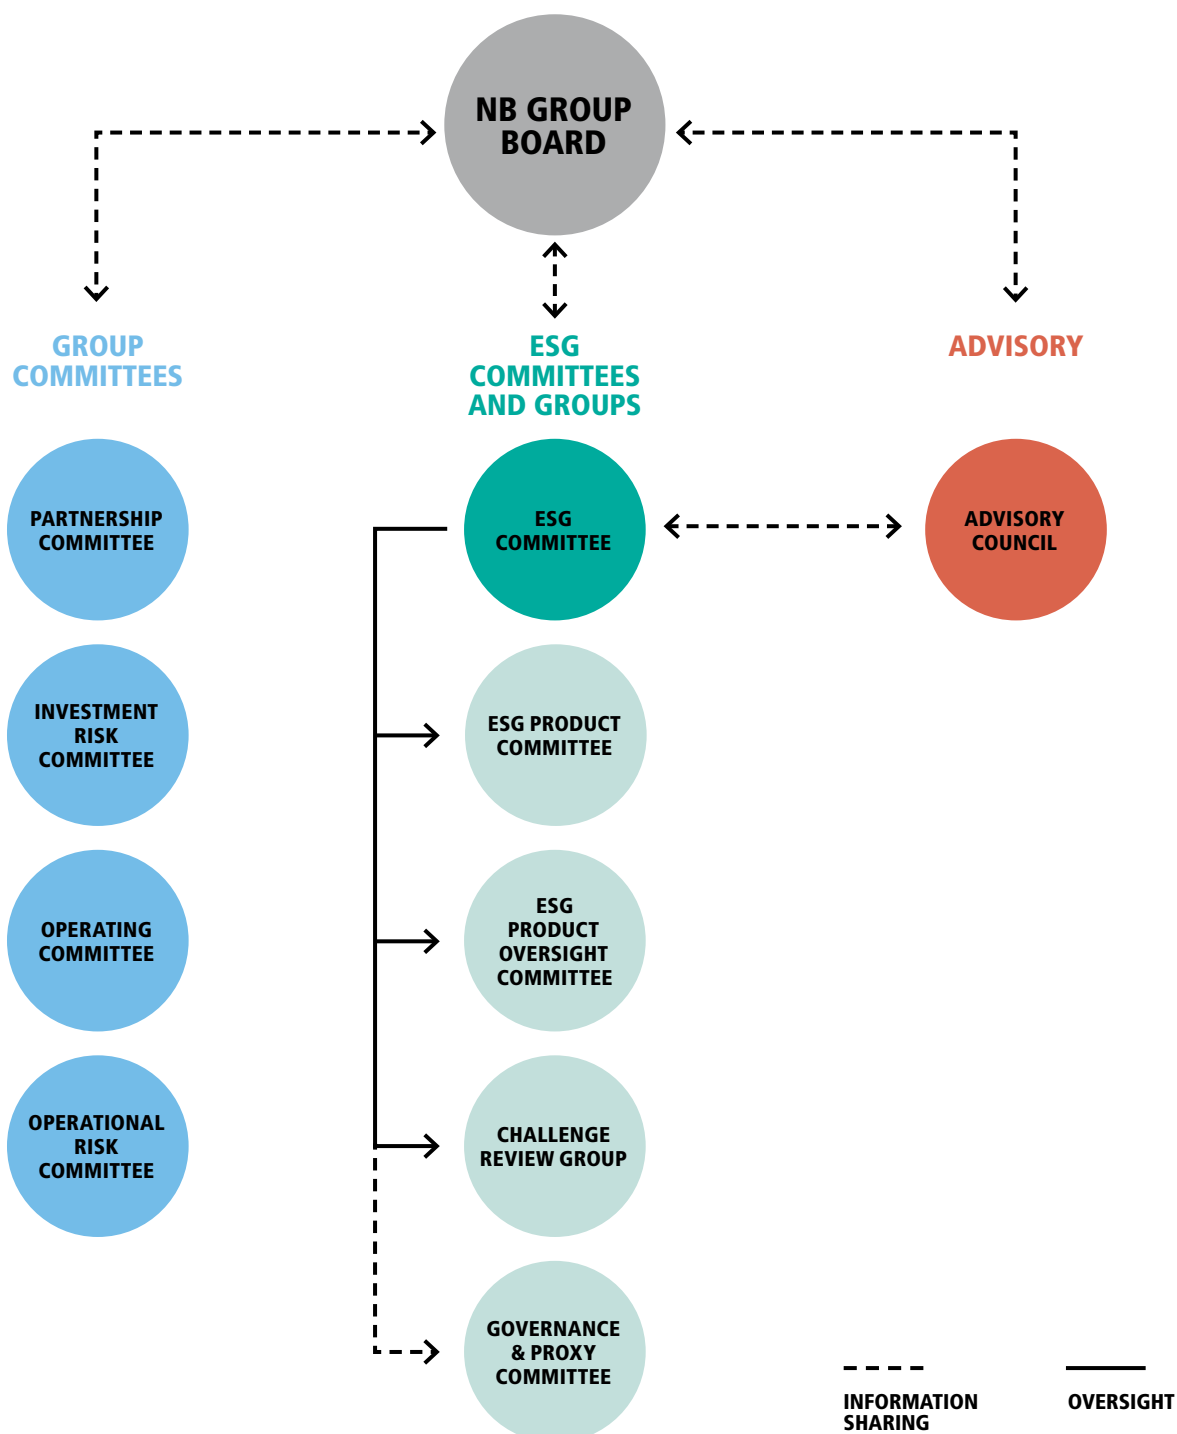 NB GROUP
BOARD
GROUP
COMMITTEES
ESG
COMMITTEES
AND GROUPS
ADVISORY
PARTNERSHIP
COMMITTEE
ESG
COMMITTEE
ADVISORY
COUNCIL
INVESTMENT
RISK
COMMITTEE
ESG PRODUCT
COMMITTEE
OPERATING
COMMITTEE
ESG
PRODUCT
OVERSIGHT
COMMITTEE
OPERATIONAL
RISK
COMMITTEE
CHALLENGE
REVIEW GROUP
GOVERNANCE
& PROXY
COMMITTEE
INFORMATION
SHARING
OVERSIGHT